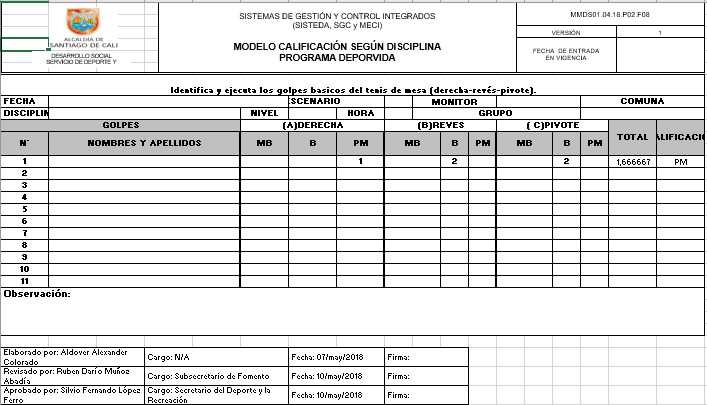 ALCALDÍA DE
SANTIAGO DE CALI
DESARROLLO SOCIAL
SERVICIO DE DEPORTE Y
SISTEMAS DE GESTIÓN Y CONTROL INTEGRADOS
(SISTEDA, SGC y MECI)
MODELO CALIFICACIÓN SEGÚN DISCIPLINA
PROGRAMA DEPORVIDA
MMDS01.04.18.P02.F08
VERSIÓN 1
FECHA DE ENTRADA
EN VIGENCIA
Identifica y ejecuta los golpes basicos del tenis de mesa (derecha-revés-pivote).
FECHA SCENARIO MONITOR COMUNA
DISCIPLIN NIVEL HORA GRUPO
GOLPES (A)DERECHA (B)REVES ( C)PIVOTE TOTAL ALIFICACIÓ
N° NOMBRES Y APELLIDOS MB B PM MB B PM MB B PM
1 1 2 2 1,666667 PM
2
3
4
5
6
7
8
9
10
11
Observación:
Elaborado por: Aldover Alexander
Colorado
Cargo: N/A Fecha: 07/may/2018 Firma:
Revisado por: Ruben Darío Muñoz
Abadía
Cargo: Subsecretario de Fomento Fecha: 10/may/2018 Firma:
Aprobado por: Silvio Fernando López
Ferro
Cargo: Secretario del Deporte y la
Recreación
Fecha: 10/may/2018 Firma: